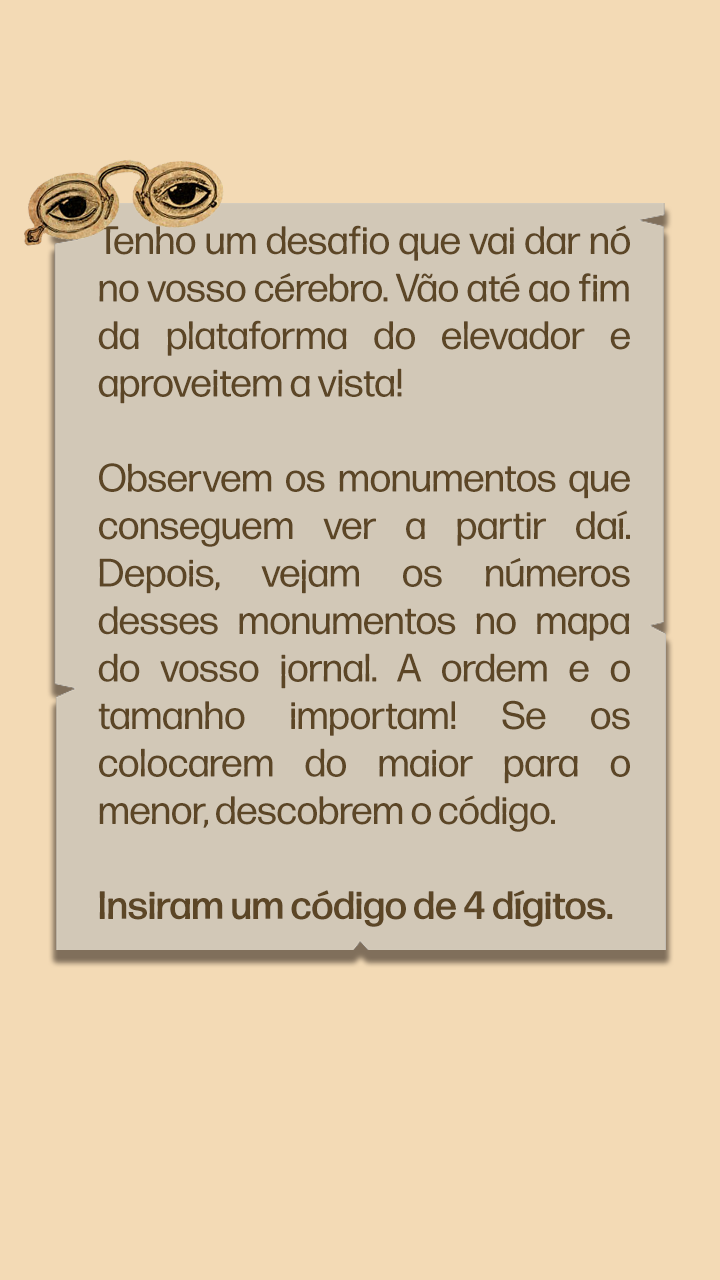 Tenho um desafio que vai dar nó
no vosso cérebro. Vão até ao fim
da plataforma do elevador e
aproveitem a vista!
Observem os monumentos que
conseguem ver a partir daí.
Depois, vejam os números
desses monumentos no mapa
do vosso jornal. A ordem e o
tamanho importam! Se os
colocarem do maior para o
menor, descobrem o código.
Insiram um código de 4 dígitos.